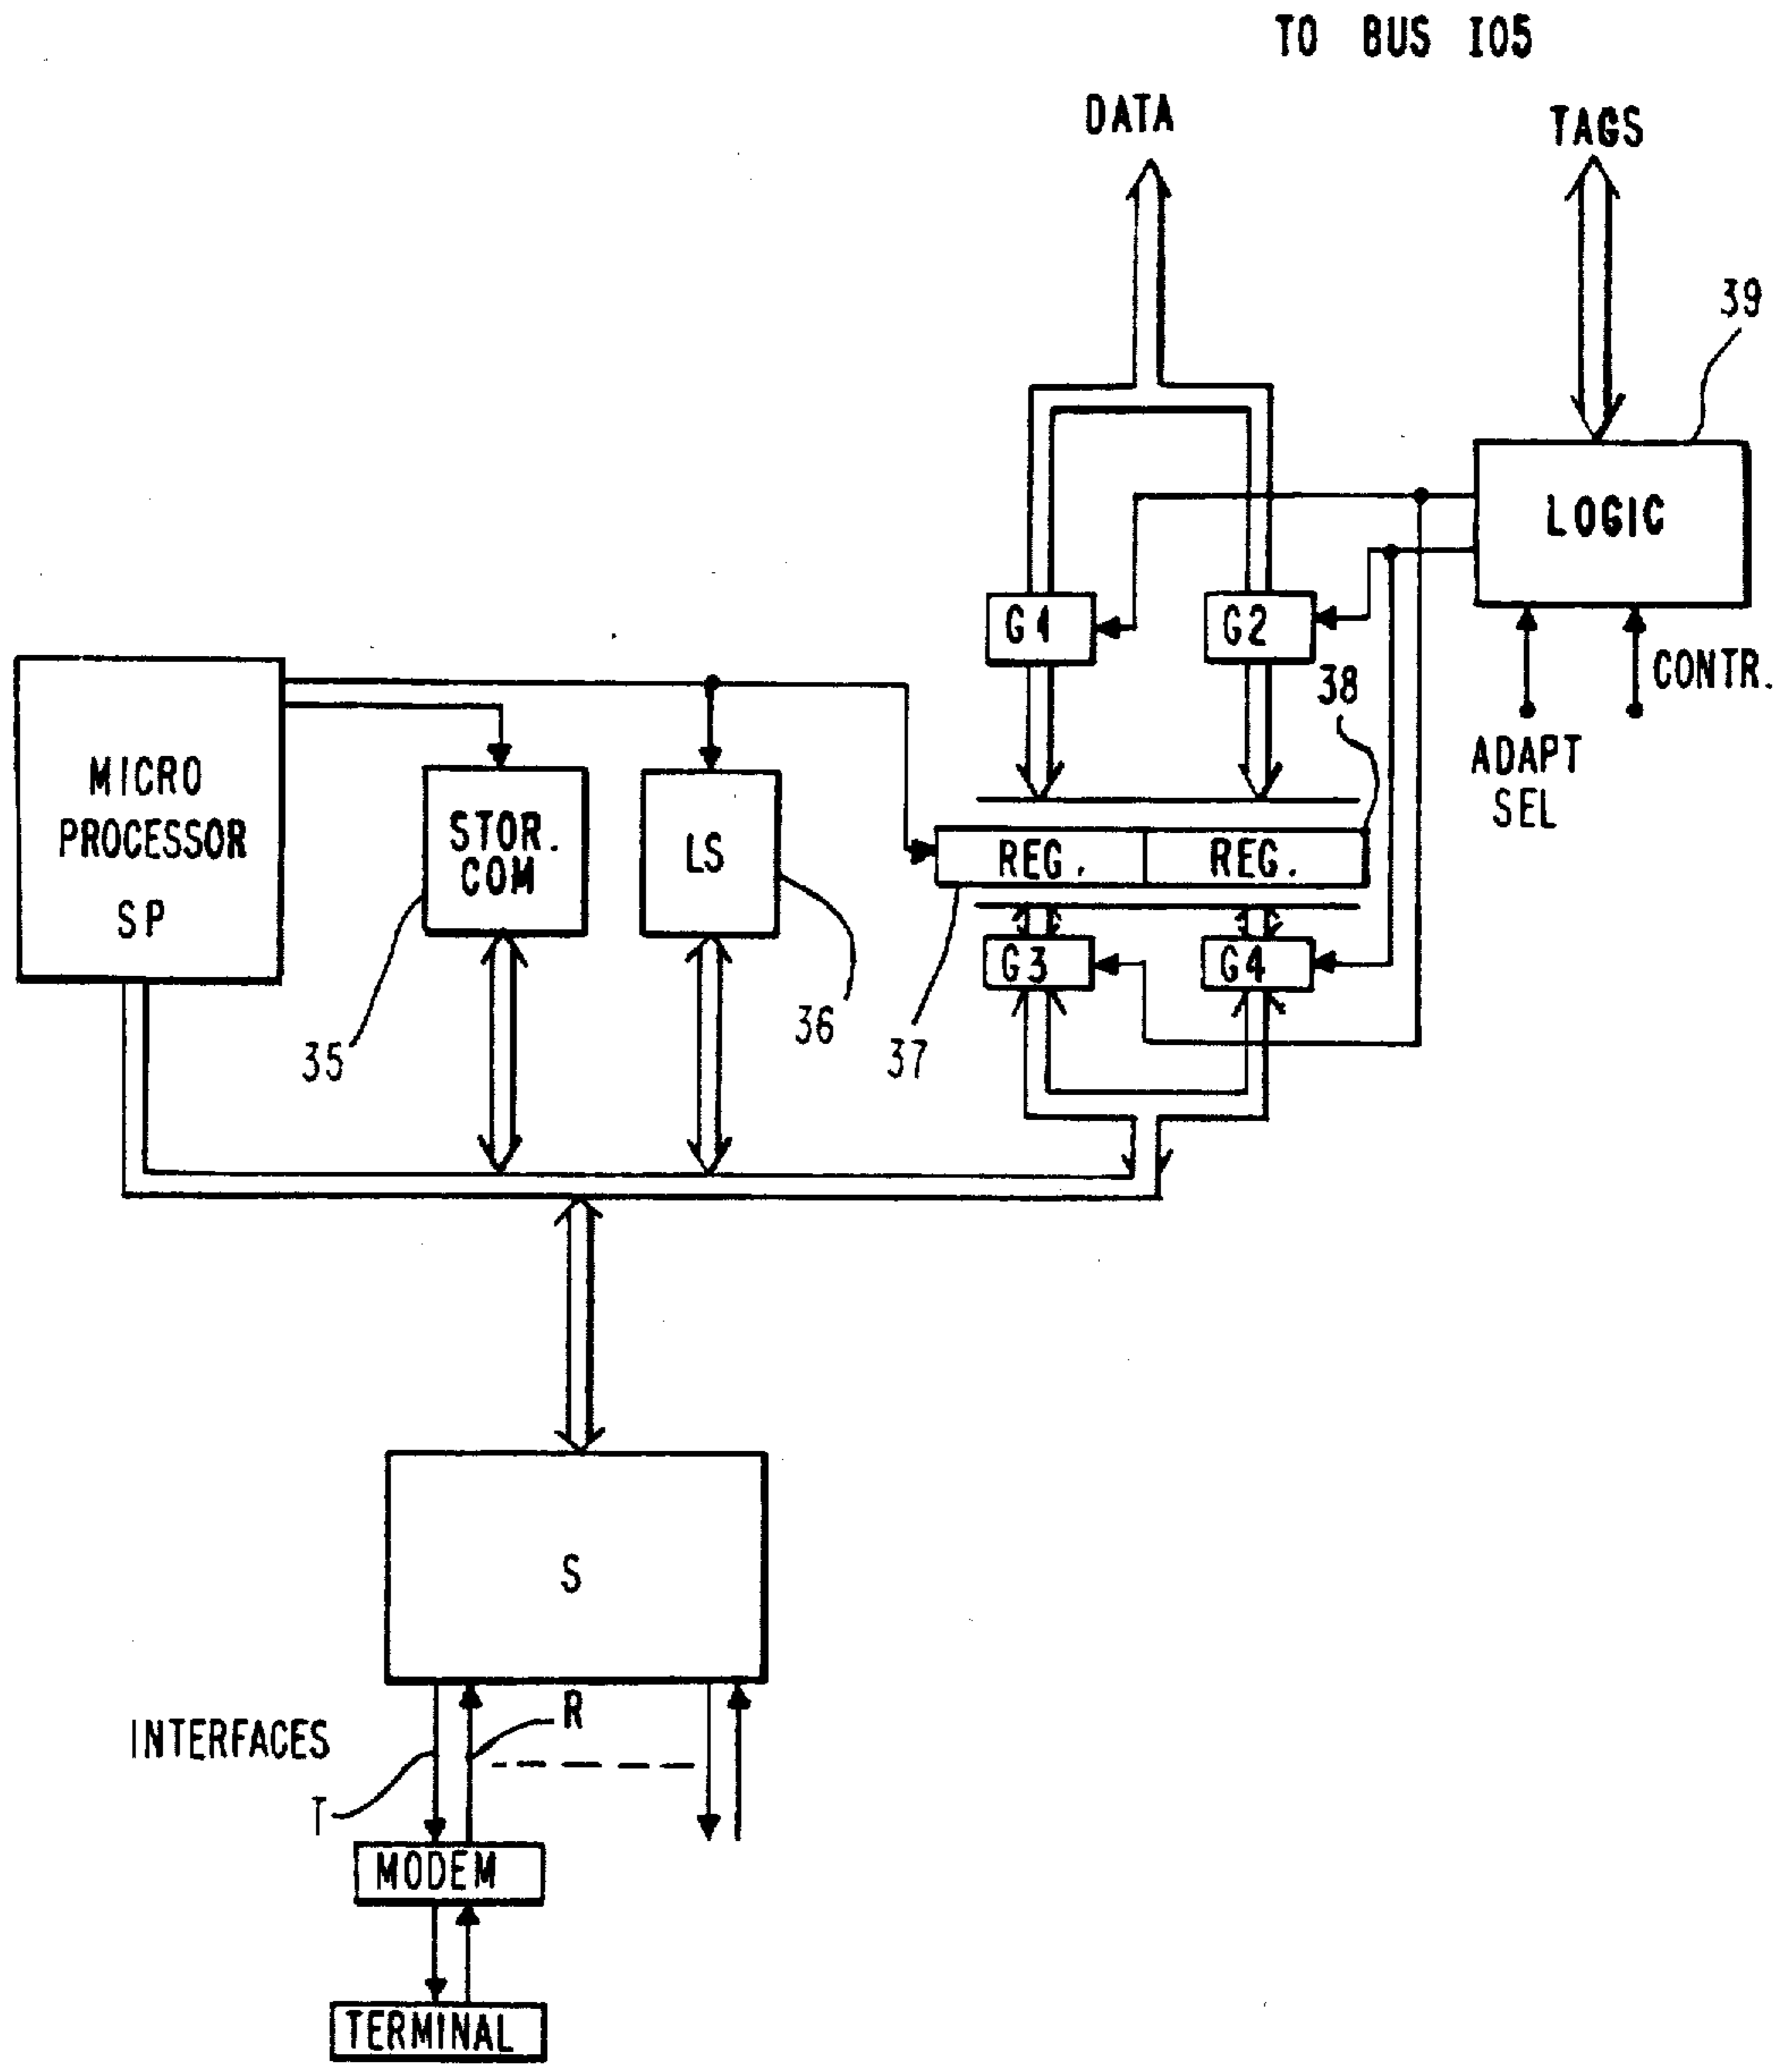 TO BUS IO5
DATA
TAGS
39
LOGIC
G1
G2
38
CONTR.
ADAPT
SEL
MICRO
PROCESSOR
SP
STOR.
COM
LS
REG.
REG.
G3
G4
35
36
37
S
INTERFACES
R
T
MODEM
TERMINAL